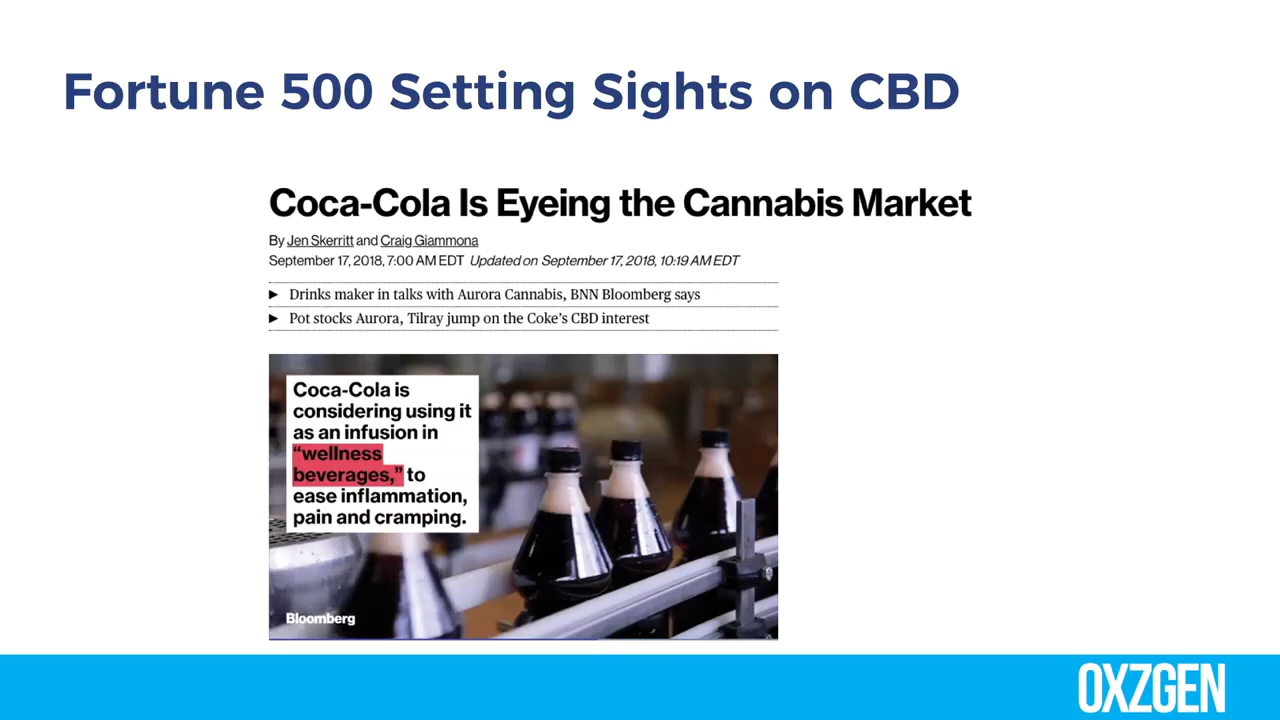 Fortune 500 Setting Sights on CBD
Coca-Cola Is Eyeing the Cannabis Market
By Jen Skerritt and Craig Giammona
September 17, 2018, 7:00 AM EDT Updated on September 17, 2018, 10:19 AM EDT
► Drinks maker in talks with Aurora Cannabis, BNN Bloomberg says
► Pot stocks Aurora, Tilray jump on the Coke's CBD interest
Coca-Cola is
considering using it
as an infusion in
“wellness
beverages,” to
ease inflammation,
pain and cramping.
Bloomberg
OXZGEN